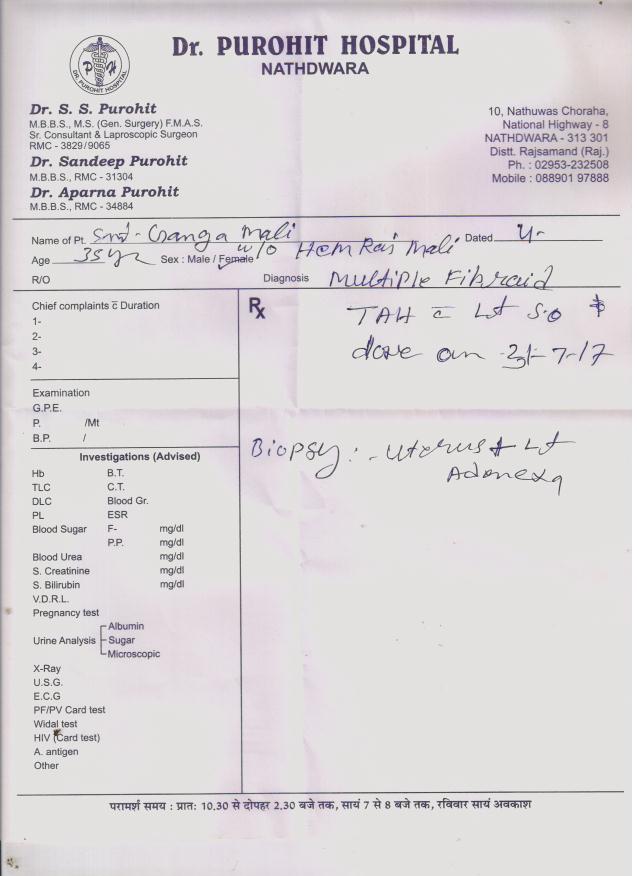 Dr. PUROHIT HOSPITAL
NATHDWARA
P H
DR. PUROHIT HOSPITAL
Dr. S. S. Purohit
M.B.B.S., M.S. (Gen. Surgery) F.M.A.S.
Sr. Consultant & Laproscopic Surgeon
RMC - 3829/9065
Dr. Sandeep Purohit
M.B.B.S., RMC - 31304
Dr. Aparna Purohit
M.B.B.S., RMC - 34884
10, Nathuwas Choraha,
National Highway - 8
NATHDWARA - 313 301
Distt. Rajsamand (Raj.)
Ph. : 02953-232508
Mobile : 088901 97888
Name of Pt. Smt- Ganga Mali w/o Hem Raj Mali Dated
Age 35 yr Sex : Male / Female
R/O Diagnosis Multiple Fibroid
Rx
TAH c̄ Lt S.O
done on 7-17
Biopsy : - Uterus + Lt
Adenexa
Chief complaints c̄ Duration
1-
2-
3-
4-
Examination
G.P.E.
P. /Mt
B.P. /
Investigations (Advised)
Hb B.T.
TLC C.T.
DLC Blood Gr.
PL ESR
Blood Sugar F- mg/dl
P.P. mg/dl
Blood Urea mg/dl
S. Creatinine mg/dl
S. Bilirubin mg/dl
V.D.R.L.
Pregnancy test
Albumin
Urine Analysis Sugar
Microscopic
X-Ray
U.S.G.
E.C.G
PF/PV Card test
Widal test
HIV (Card test)
A. antigen
Other
परामर्श समय : प्रातः 10.30 से दोपहर 2.30 बजे तक, सायं 7 से 8 बजे तक, रविवार सायं अवकाश